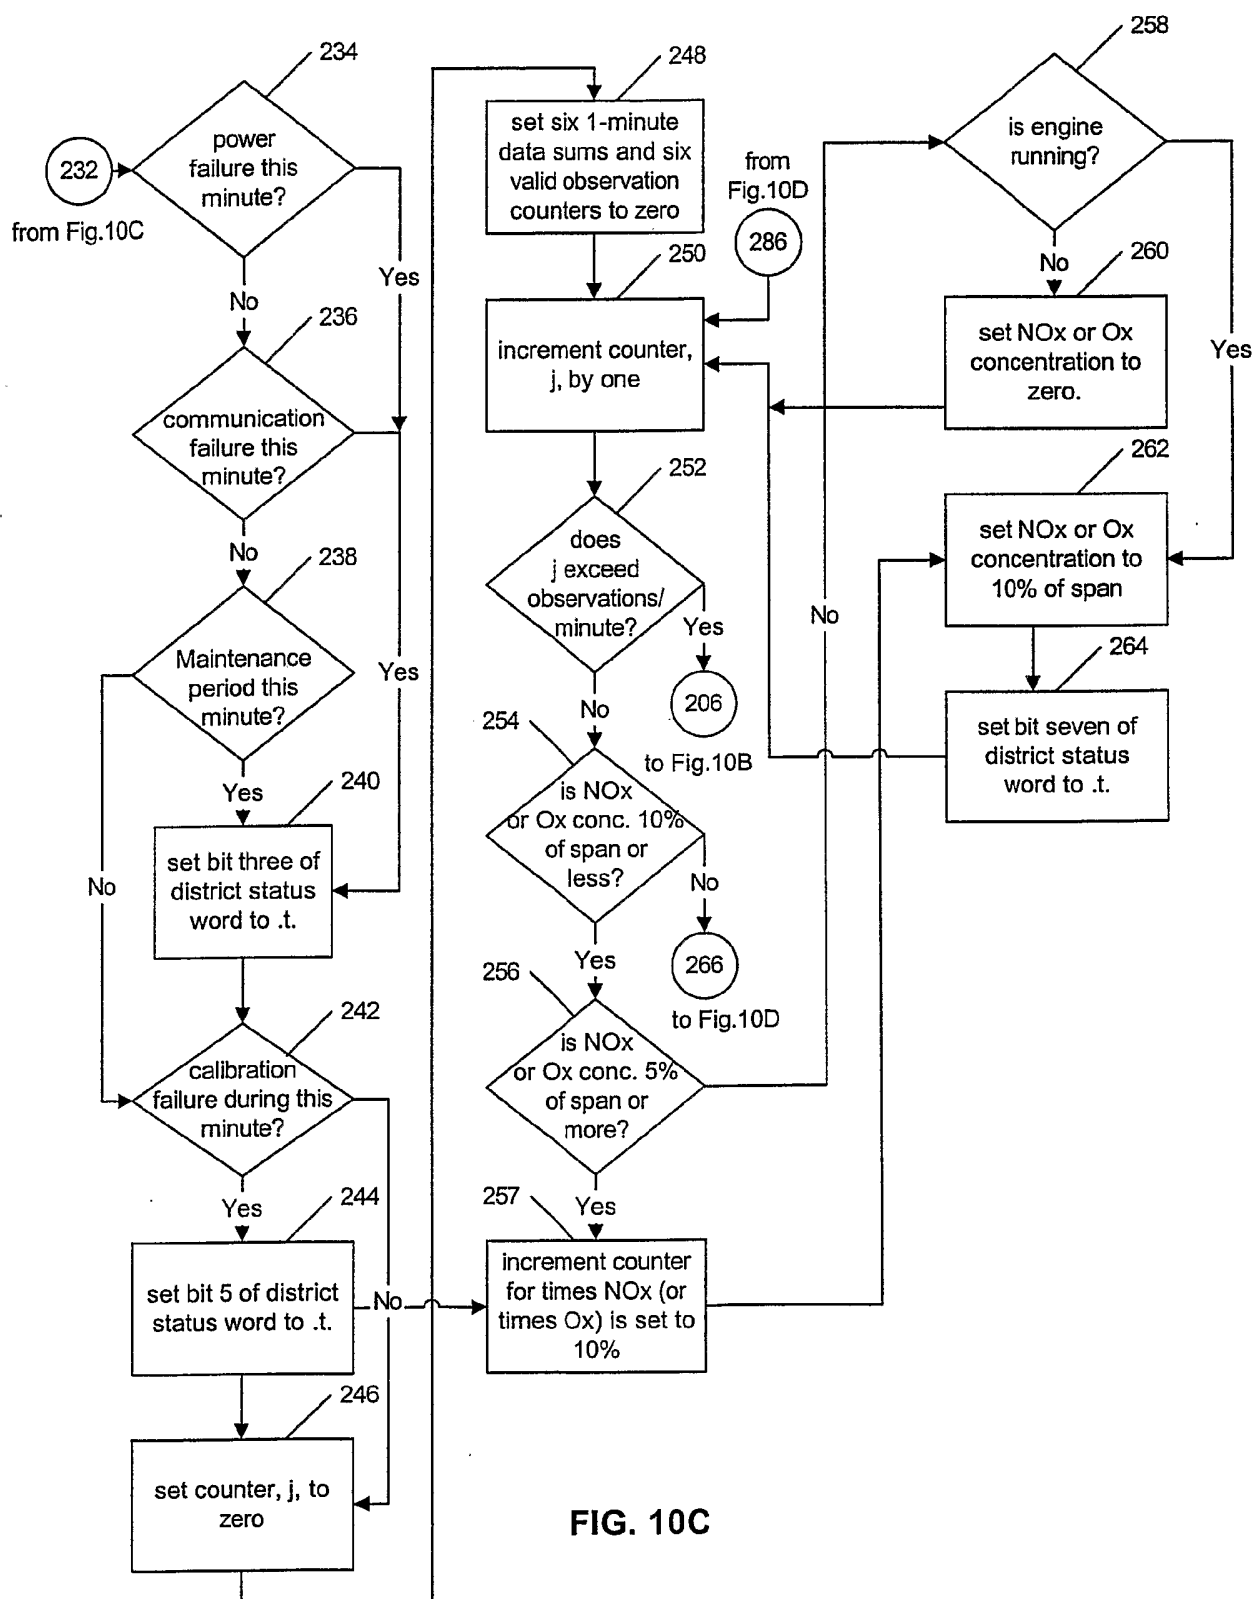 234
power
failure this
minute?
232
from Fig.10C
Yes
No
236
communication
failure this
minute?
No
238
Maintenance
period this
minute?
Yes
Yes
240
No
set bit three of
district status
word to .t.
242
calibration
failure during this
minute?
Yes
244
set bit 5 of district
status word to .t.
No
246
set counter, j, to
zero
248
set six 1-minute
data sums and six
valid observation
counters to zero
from
Fig.10D
286
250
increment counter,
j, by one
252
does
j exceed
observations/
minute?
Yes
206
to Fig.10B
No
254
is NOx
or Ox conc. 10%
of span or
less?
No
266
to Fig.10D
Yes
256
is NOx
or Ox conc. 5%
of span or
more?
No
Yes
257
increment counter
for times NOx (or
times Ox) is set to
10%
258
is engine
running?
No
260
Yes
set NOx or Ox
concentration to
zero.
262
set NOx or Ox
concentration to
10% of span
264
set bit seven of
district status
word to .t.
FIG. 10C